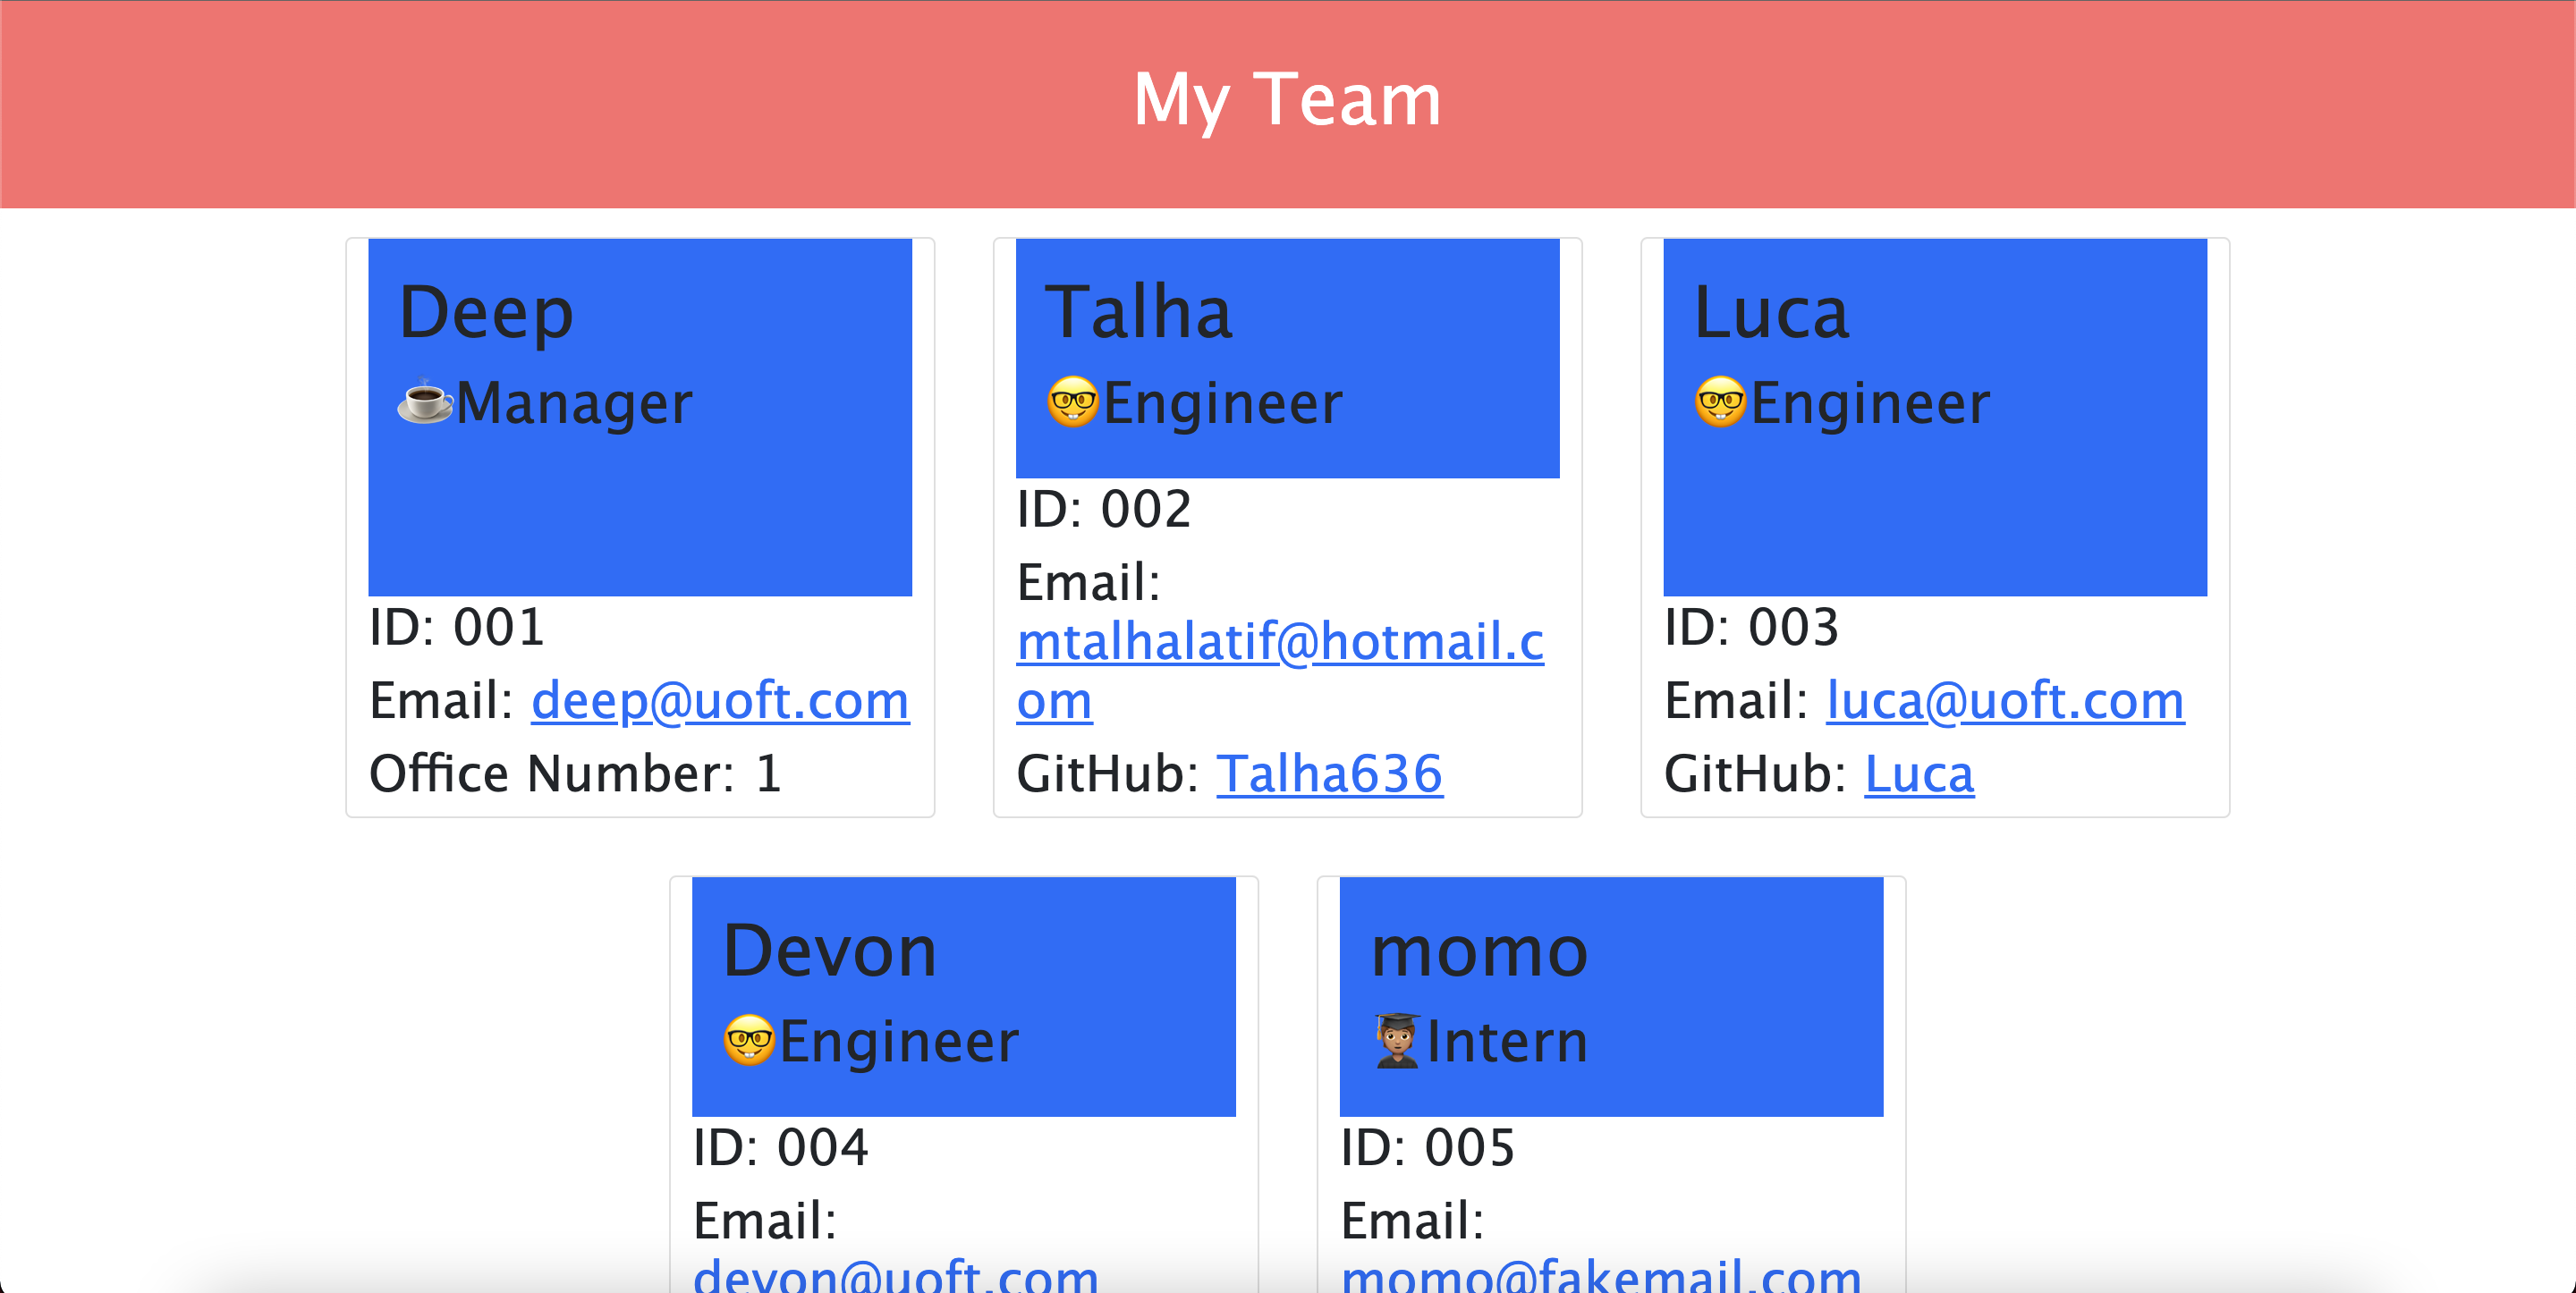 My Team
Deep
☕Manager
ID: 001
Email: deep@uoft.com
Office Number: 1
Talha
🤓Engineer
ID: 002
Email:
mtalhalatif@hotmail.c
om
GitHub: Talha636
Luca
🤓Engineer
ID: 003
Email: luca@uoft.com
GitHub: Luca
Devon
🤓Engineer
ID: 004
Email:
devon@uoft.com
momo
🧑🏽‍🎓Intern
ID: 005
Email:
momo@fakemail.com